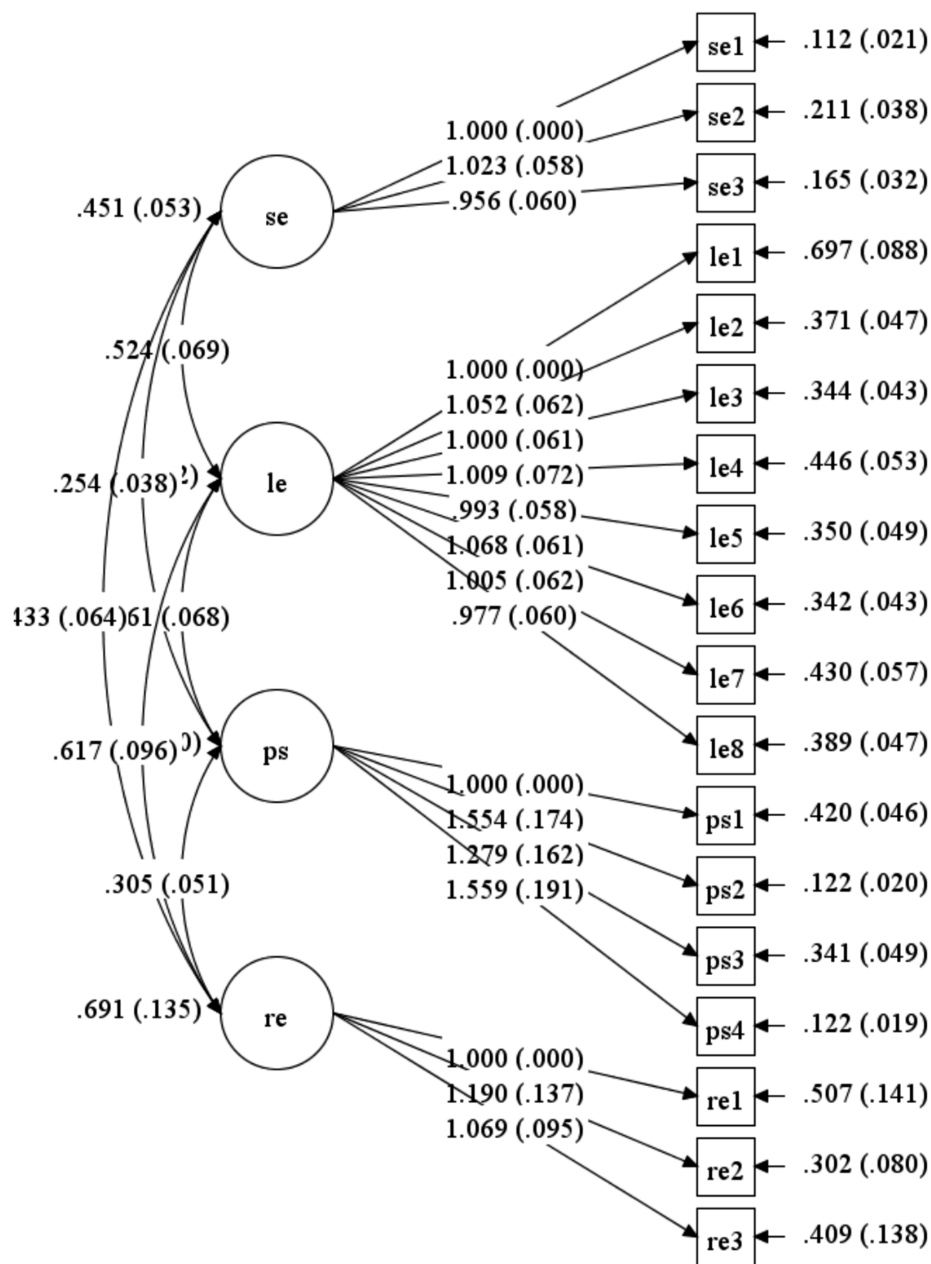 se1
.112 (.021)
se2
.211 (.038)
1.000 (.000)
1.023 (.058)
.956 (.060)
se3
.165 (.032)
.451 (.053)
se
le1
.697 (.088)
le2
.371 (.047)
.524 (.069)
1.000 (.000)
1.052 (.062)
1.000 (.061)
1.009 (.072)
.993 (.058)
1.068 (.061)
1.005 (.062)
.977 (.060)
le3
.344 (.043)
le4
.446 (.053)
.254 (.038)
le
le5
.350 (.049)
le6
.342 (.043)
433 (.064)
61 (.068)
le7
.430 (.057)
le8
.389 (.047)
.617 (.096)
ps
1.000 (.000)
1.554 (.174)
1.279 (.162)
1.559 (.191)
ps1
.420 (.046)
ps2
.122 (.020)
.305 (.051)
ps3
.341 (.049)
.691 (.135)
re
ps4
.122 (.019)
1.000 (.000)
1.190 (.137)
1.069 (.095)
re1
.507 (.141)
re2
.302 (.080)
re3
.409 (.138)